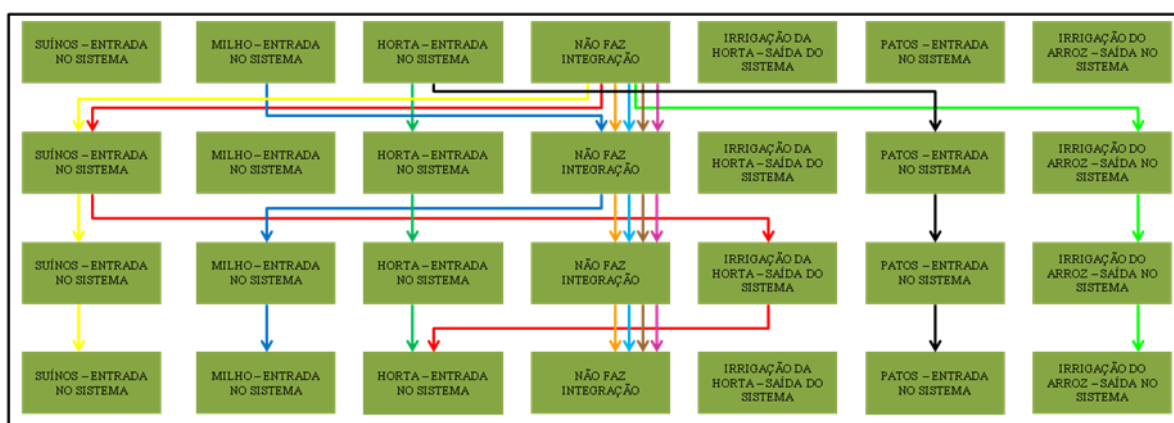 SUÍNOS – ENTRADA
NO SISTEMA
MILHO – ENTRADA
NO SISTEMA
HORTA – ENTRADA
NO SISTEMA
NÃO FAZ
INTEGRAÇÃO
IRRIGAÇÃO DA
HORTA – SAÍDA DO
SISTEMA
PATOS – ENTRADA
NO SISTEMA
IRRIGAÇÃO DO
ARROZ – SAÍDA NO
SISTEMA
SUÍNOS – ENTRADA
NO SISTEMA
MILHO – ENTRADA
NO SISTEMA
HORTA – ENTRADA
NO SISTEMA
NÃO FAZ
INTEGRAÇÃO
IRRIGAÇÃO DA
HORTA – SAÍDA DO
SISTEMA
PATOS – ENTRADA
NO SISTEMA
IRRIGAÇÃO DO
ARROZ – SAÍDA NO
SISTEMA
SUÍNOS – ENTRADA
NO SISTEMA
MILHO – ENTRADA
NO SISTEMA
HORTA – ENTRADA
NO SISTEMA
NÃO FAZ
INTEGRAÇÃO
IRRIGAÇÃO DA
HORTA – SAÍDA DO
SISTEMA
PATOS – ENTRADA
NO SISTEMA
IRRIGAÇÃO DO
ARROZ – SAÍDA NO
SISTEMA
SUÍNOS – ENTRADA
NO SISTEMA
MILHO – ENTRADA
NO SISTEMA
HORTA – ENTRADA
NO SISTEMA
NÃO FAZ
INTEGRAÇÃO
IRRIGAÇÃO DA
HORTA – SAÍDA DO
SISTEMA
PATOS – ENTRADA
NO SISTEMA
IRRIGAÇÃO DO
ARROZ – SAÍDA NO
SISTEMA